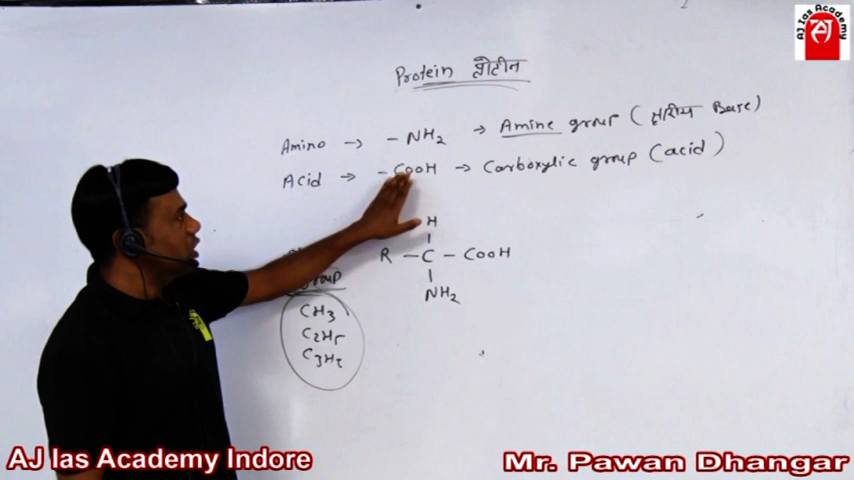 AJ Ias Academy
AJ
Protein प्रोटीन
Amino → - NH2 → Amine group ( क्षारीय Base )
Acid → - COOH → Carboxylic group (acid)
H
R - C - COOH
NH2
group
CH3
C2H5
C3H7
AJ Ias Academy Indore
Mr. Pawan Dhangar